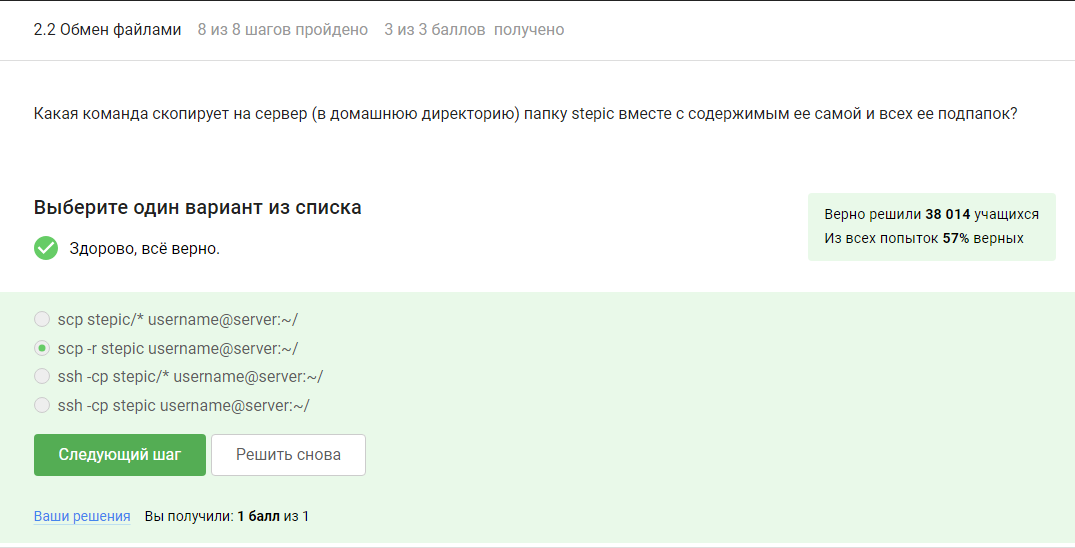 2.2 Обмен файлами 8 из 8 шагов пройдено 3 из 3 баллов получено
Какая команда скопирует на сервер (в домашнюю директорию) папку stepic вместе с содержимым ее самой и всех ее подпапок?
Выберите один вариант из списка
Здорово, всё верно.
Верно решили 38 014 учащихся
Из всех попыток 57% верных
scp stepic/* username@server:~/
scp -r stepic username@server:~/
ssh -cp stepic/* username@server:~/
ssh -cp stepic username@server:~/
Следующий шаг Решить снова
Ваши решения Вы получили: 1 балл из 1